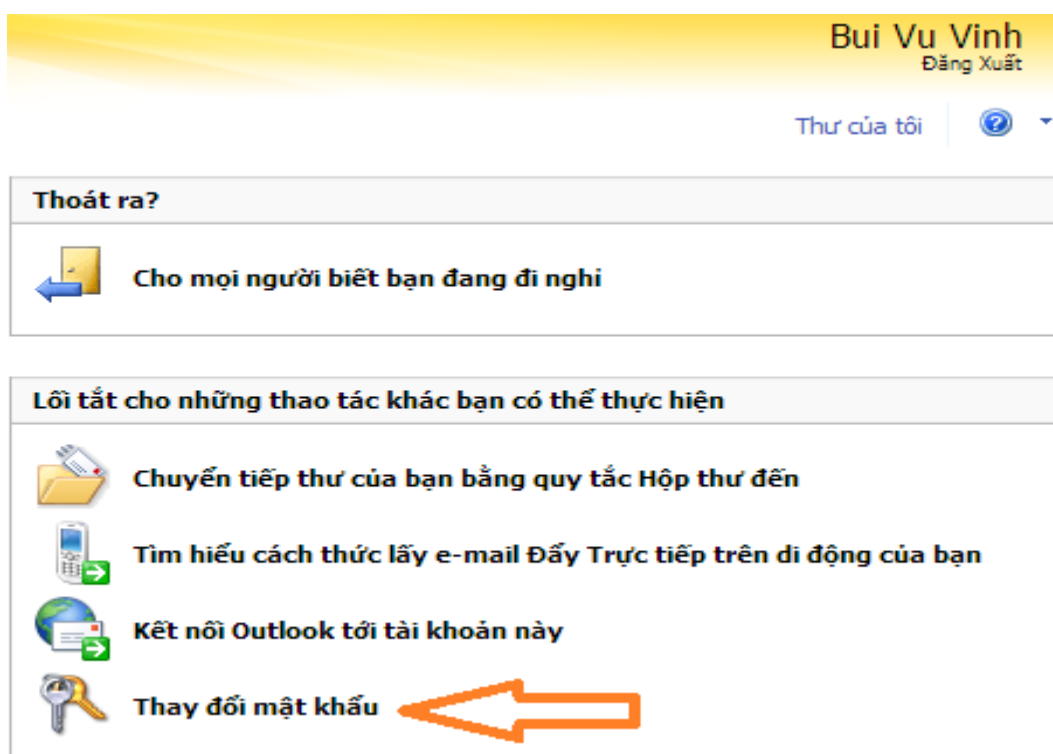 Bui Vu Vinh
Đăng Xuất
Thư của tôi
Thoát ra?
Cho mọi người biết bạn đang đi nghỉ
Lối tắt cho những thao tác khác bạn có thể thực hiện
Chuyển tiếp thư của bạn bằng quy tắc Hộp thư đến
Tìm hiểu cách thức lấy e-mail Đẩy Trực tiếp trên di động của bạn
Kết nối Outlook tới tài khoản này
Thay đổi mật khẩu